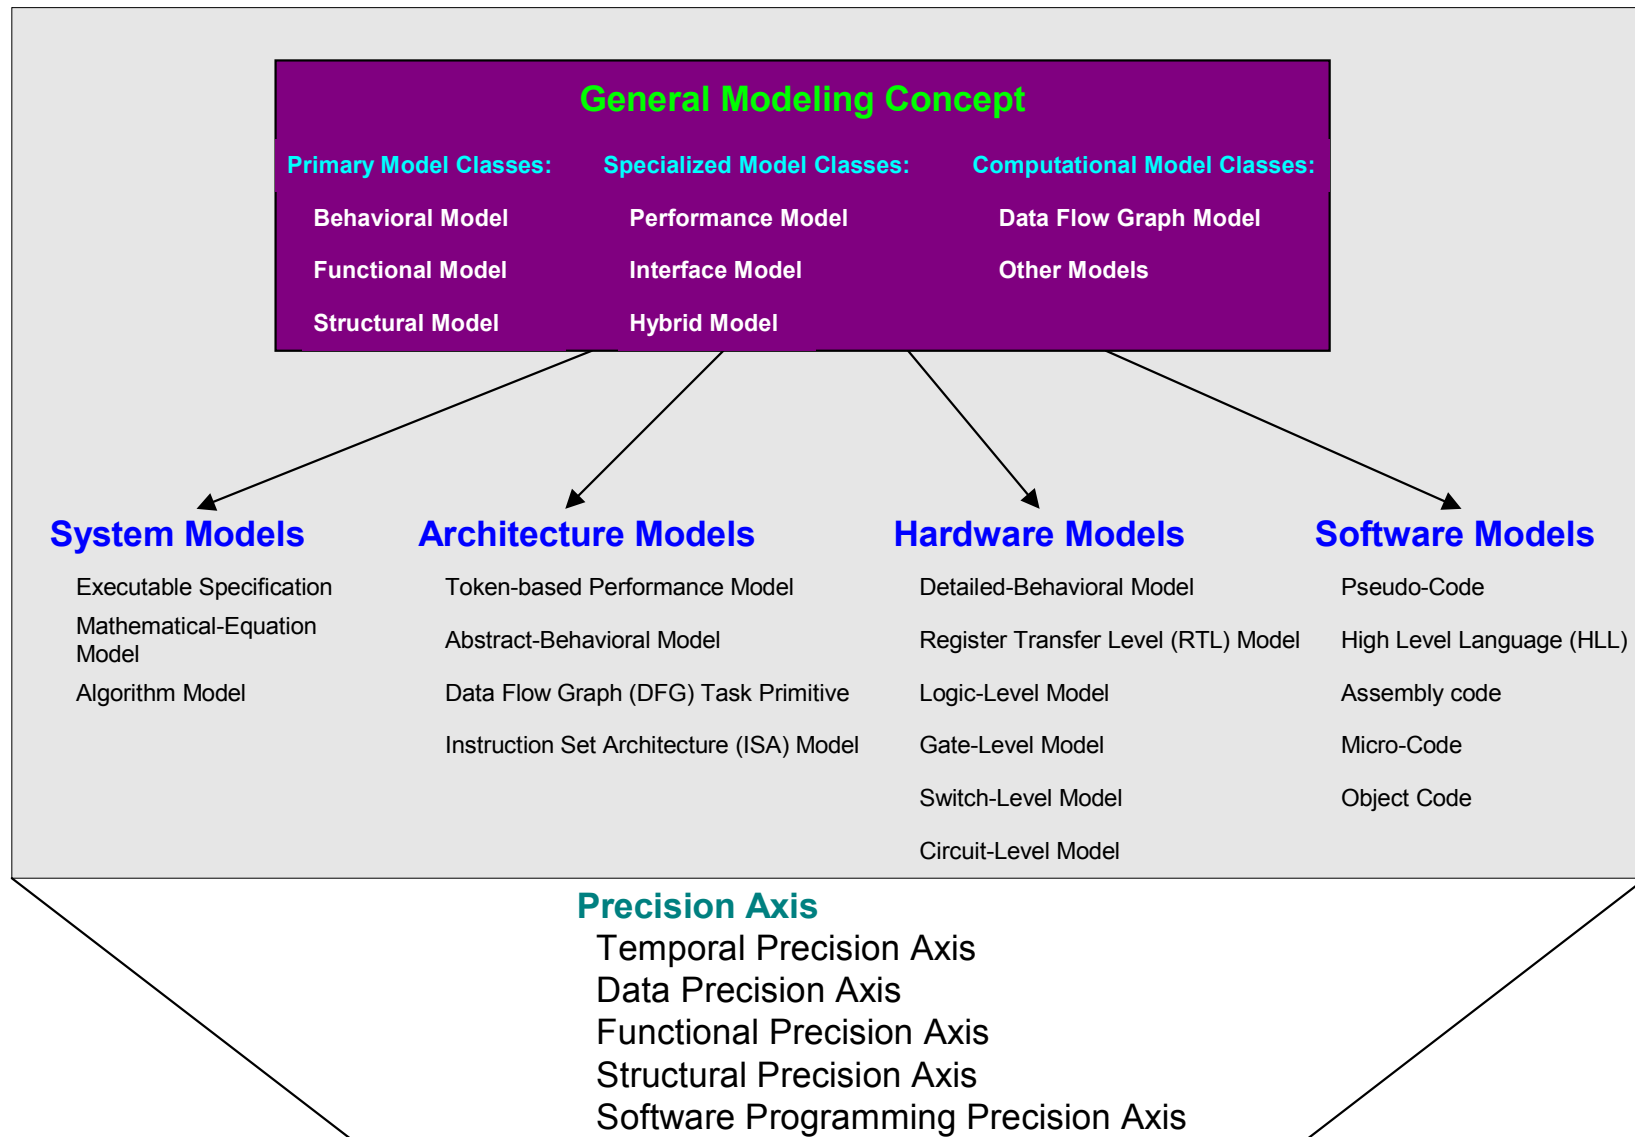 General Modeling Concept
Primary Model Classes:
Behavioral Model
Functional Model
Structural Model
Specialized Model Classes:
Performance Model
Interface Model
Hybrid Model
Computational Model Classes:
Data Flow Graph Model
Other Models
System Models
Executable Specification
Mathematical-Equation
Model
Algorithm Model
Architecture Models
Token-based Performance Model
Abstract-Behavioral Model
Data Flow Graph (DFG) Task Primitive
Instruction Set Architecture (ISA) Model
Hardware Models
Detailed-Behavioral Model
Register Transfer Level (RTL) Model
Logic-Level Model
Gate-Level Model
Switch-Level Model
Circuit-Level Model
Software Models
Pseudo-Code
High Level Language (HLL)
Assembly code
Micro-Code
Object Code
Precision Axis
Temporal Precision Axis
Data Precision Axis
Functional Precision Axis
Structural Precision Axis
Software Programming Precision Axis